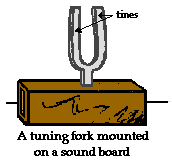 tines
A tuning fork mounted
on a sound board